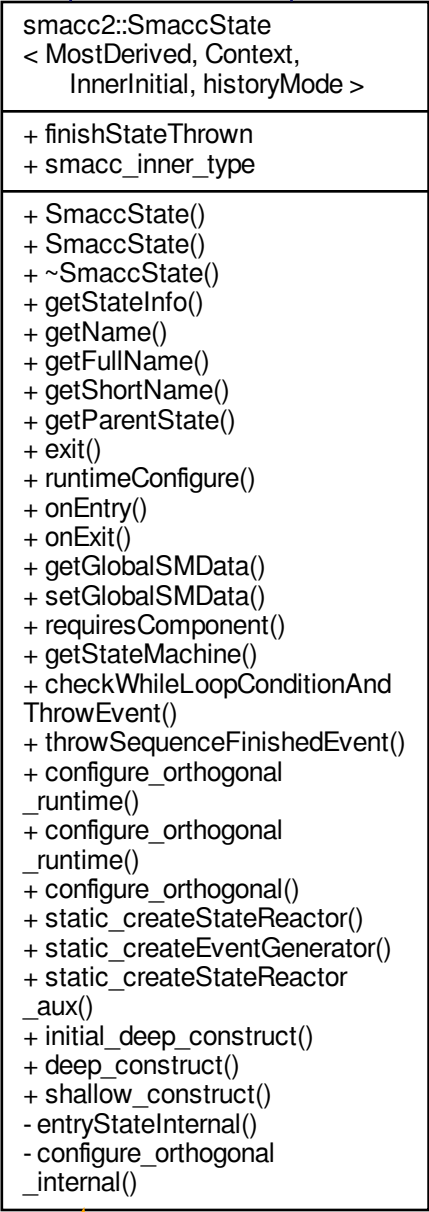 smacc2::SmaccState
< MostDerived, Context,
InnerInitial, historyMode >
+ finishStateThrown
+ smacc_inner_type
+ SmaccState()
+ SmaccState()
+ ~SmaccState()
+ getStateInfo()
+ getName()
+ getFullName()
+ getShortName()
+ getParentState()
+ exit()
+ runtimeConfigure()
+ onEntry()
+ onExit()
+ getGlobalSMData()
+ setGlobalSMData()
+ requiresComponent()
+ getStateMachine()
+ checkWhileLoopConditionAnd
ThrowEvent()
+ throwSequenceFinishedEvent()
+ configure_orthogonal
_runtime()
+ configure_orthogonal
_runtime()
+ configure_orthogonal()
+ static_createStateReactor()
+ static_createEventGenerator()
+ static_createStateReactor
_aux()
+ initial_deep_construct()
+ deep_construct()
+ shallow_construct()
- entryStateInternal()
- configure_orthogonal
_internal()